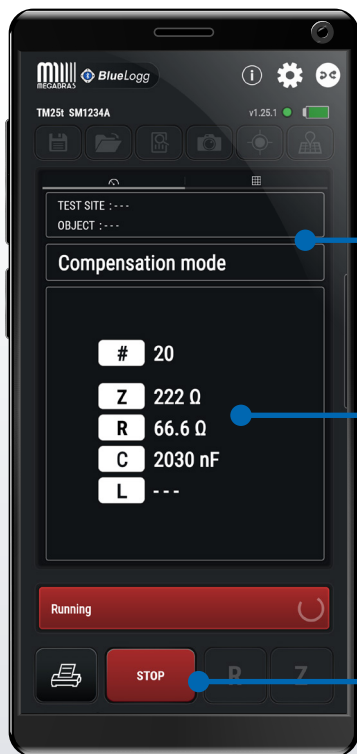 MEGABRAS
BlueLogg
TM25t SM1234A v1.25.1
TEST SITE :---
OBJECT :---
Compensation mode
# 20
Z 222 Ω
R 66.6 Ω
C 2030 nF
L ---
Running
STOP R Z